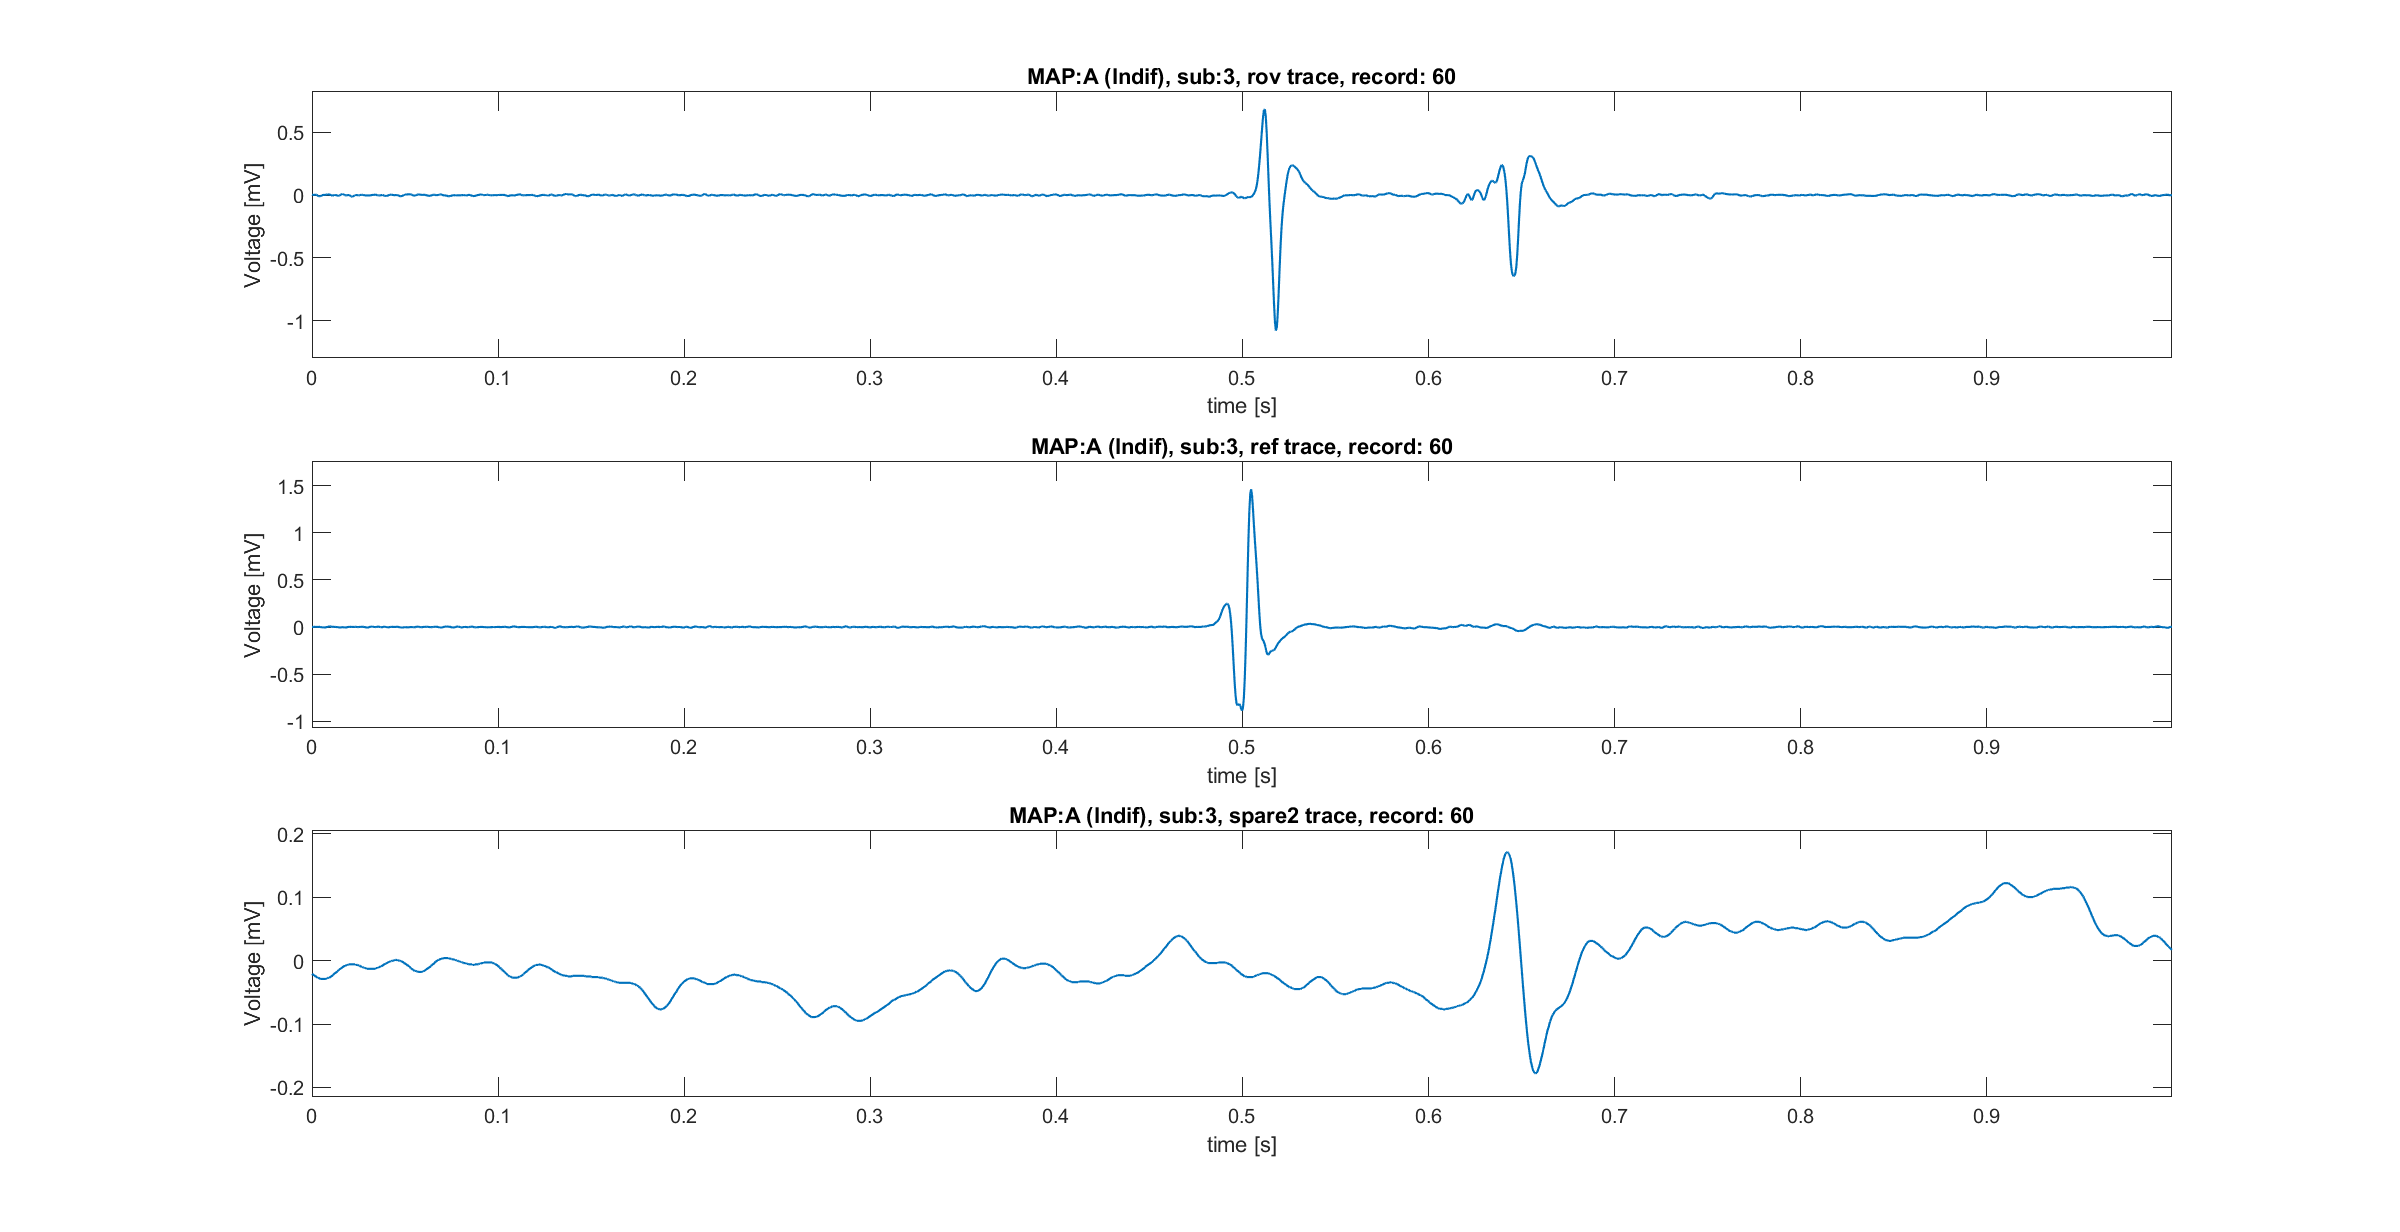 MAP:A (Indif), sub:3, rov trace, record: 60
0.5
0
-0.5
-1
Voltage [mV]
0 0.1 0.2 0.3 0.4 0.5 0.6 0.7 0.8 0.9
time [s]
MAP:A (Indif), sub:3, ref trace, record: 60
1.5
1
0.5
0
-0.5
-1
Voltage [mV]
0 0.1 0.2 0.3 0.4 0.5 0.6 0.7 0.8 0.9
time [s]
MAP:A (Indif), sub:3, spare2 trace, record: 60
0.2
0.1
0
-0.1
-0.2
Voltage [mV]
0 0.1 0.2 0.3 0.4 0.5 0.6 0.7 0.8 0.9
time [s]